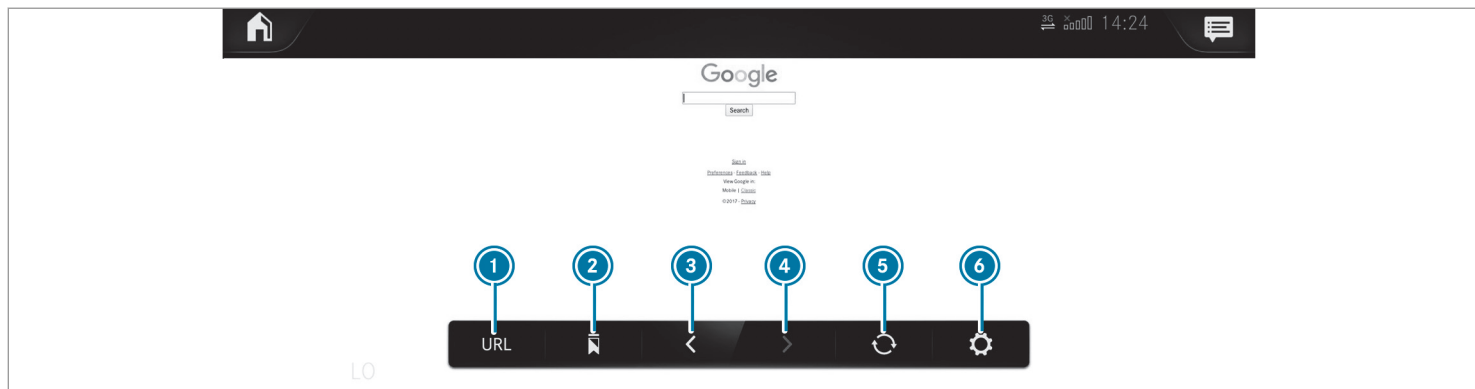 3G 14:24
Google
Search
Sign in
Preferences - Feedback - Help
View Google in:
Mobile | Classic
©2017 - Privacy
1 2 3 4 5 6
URL
LO